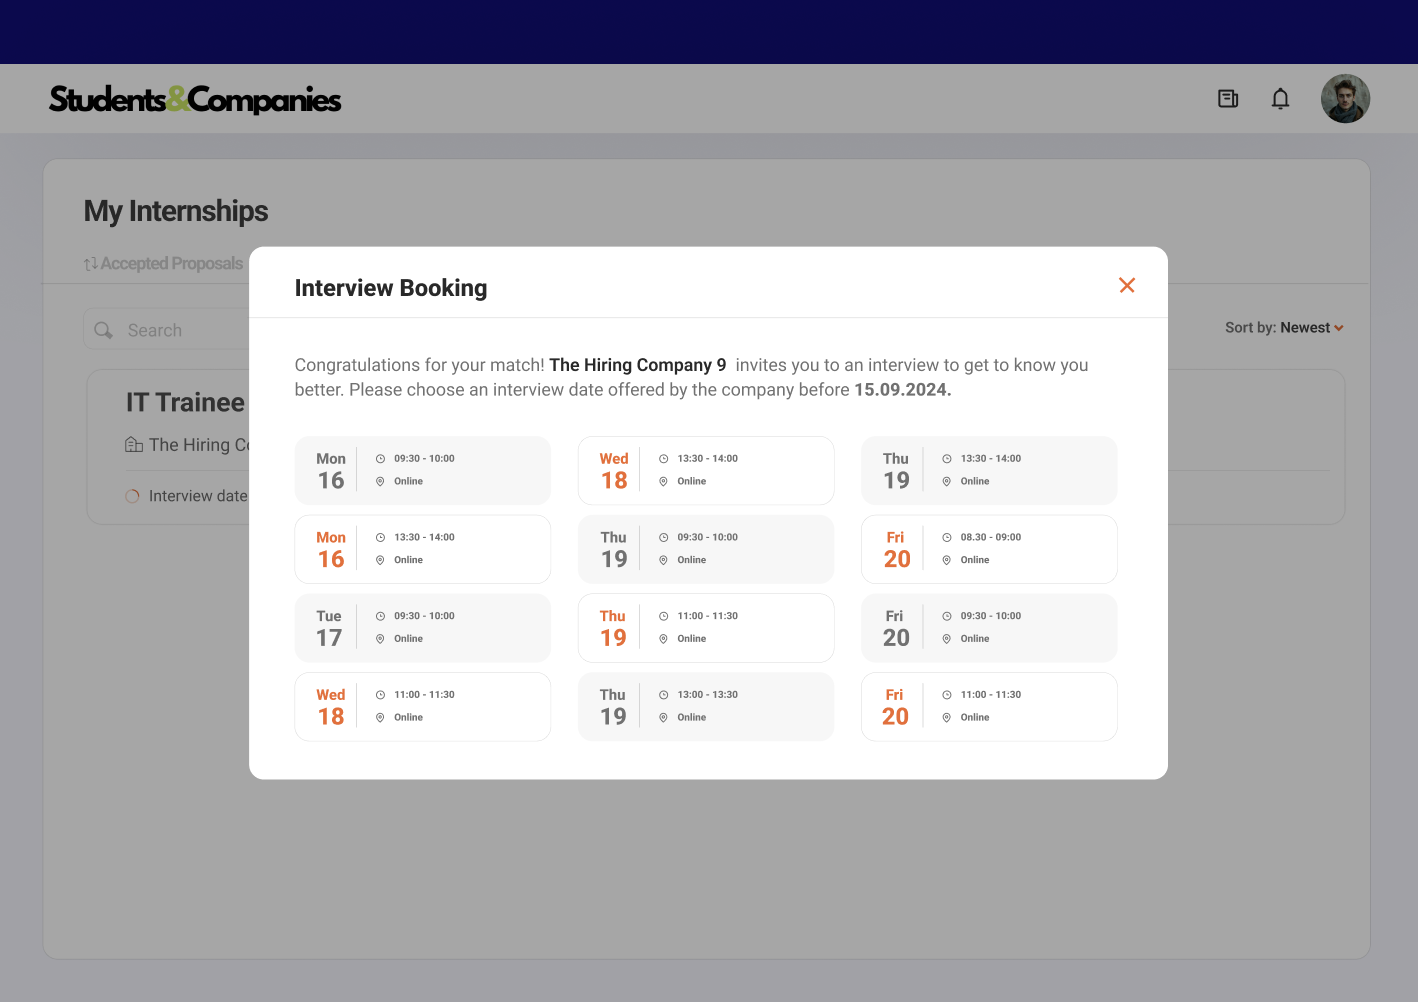 Students&Companies
My Internships
Accepted Proposals
Search
Sort by: Newest
IT Trainee
The Hiring Co
Interview date
Interview Booking
Congratulations for your match! The Hiring Company 9 invites you to an interview to get to know you
better. Please choose an interview date offered by the company before 15.09.2024.
Mon
16
09:30 - 10:00
Online
Wed
18
13:30 - 14:00
Online
Thu
19
13:30 - 14:00
Online
Mon
16
13:30 - 14:00
Online
Thu
19
09:30 - 10:00
Online
Fri
20
08.30 - 09:00
Online
Tue
17
09:30 - 10:00
Online
Thu
19
11:00 - 11:30
Online
Fri
20
09:30 - 10:00
Online
Wed
18
11:00 - 11:30
Online
Thu
19
13:00 - 13:30
Online
Fri
20
11:00 - 11:30
Online